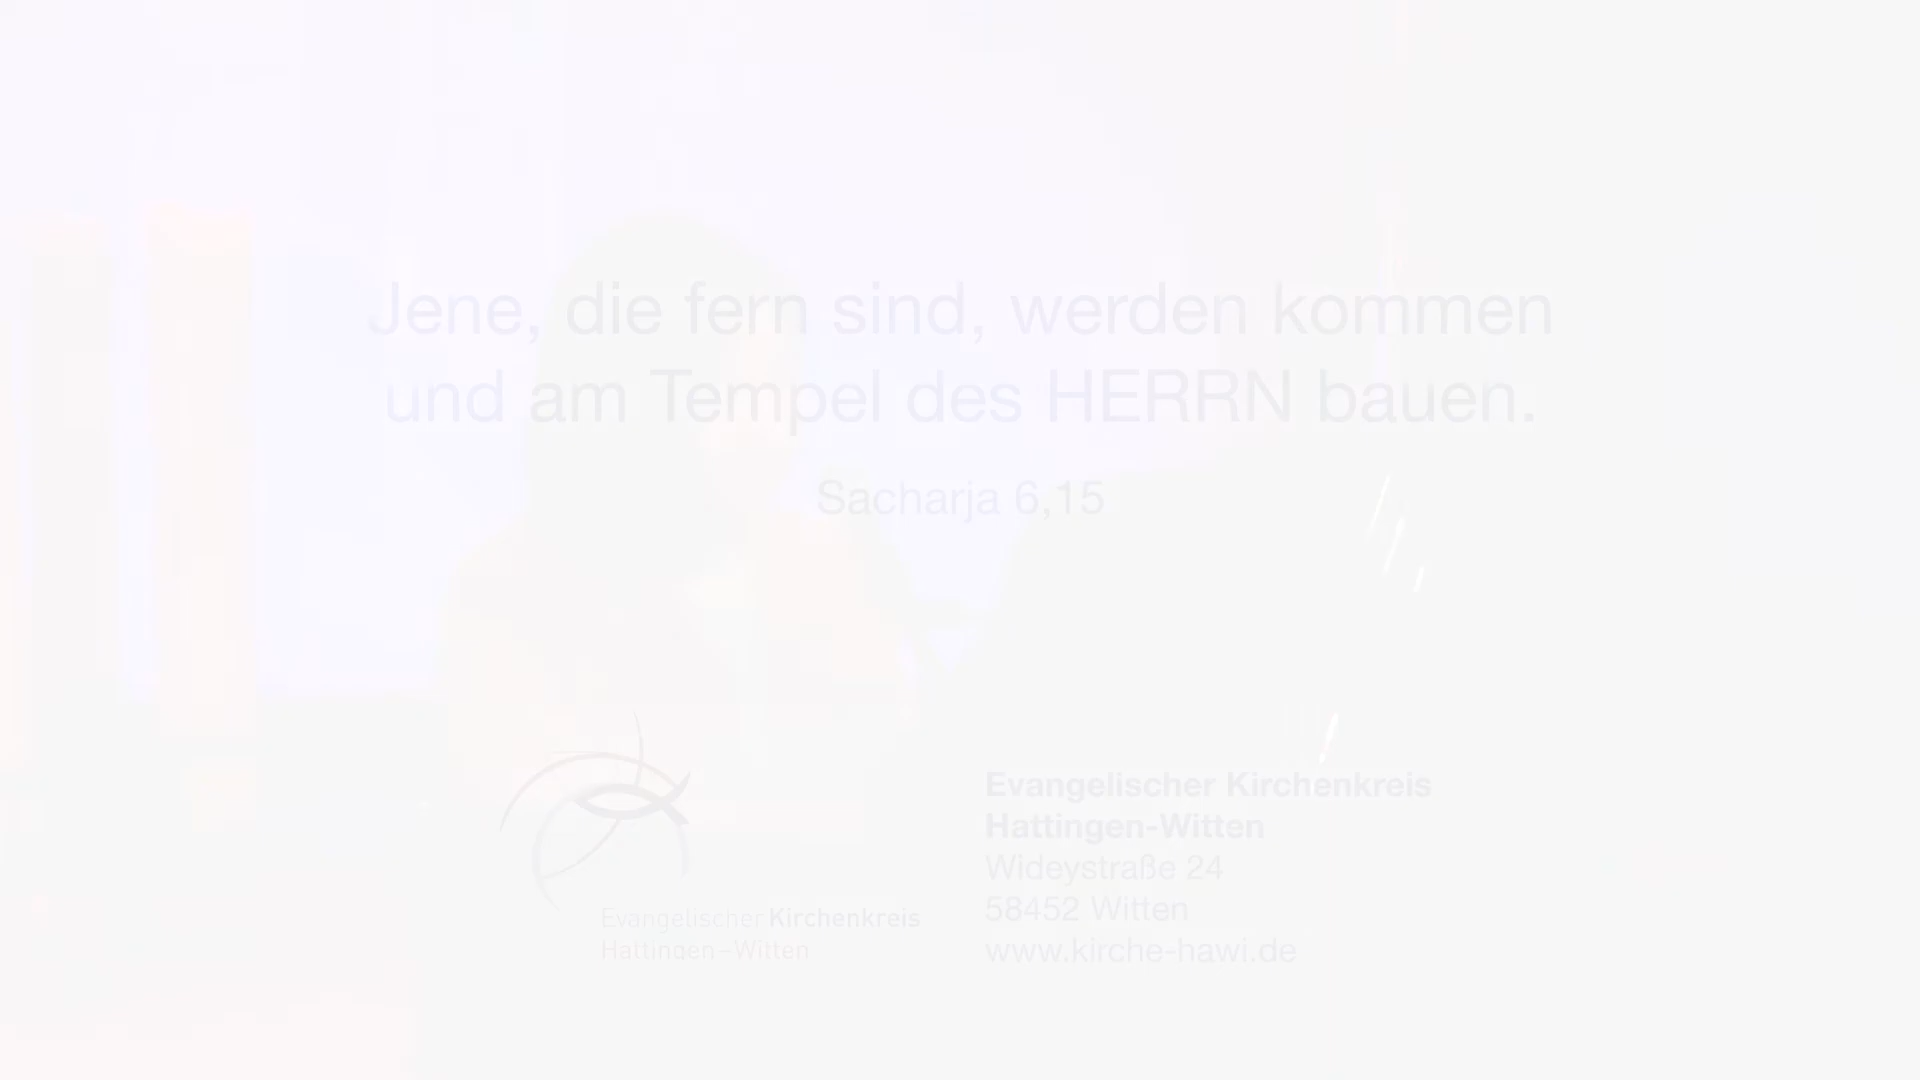 Jene, die fern sind, werden kommen
und am Tempel des HERRN bauen.
Sacharja 6,15
Evangelischer Kirchenkreis
Hattingen–Witten
Evangelischer Kirchenkreis
Hattingen-Witten
Wideystraße 24
58452 Witten
www.kirche-hawi.de